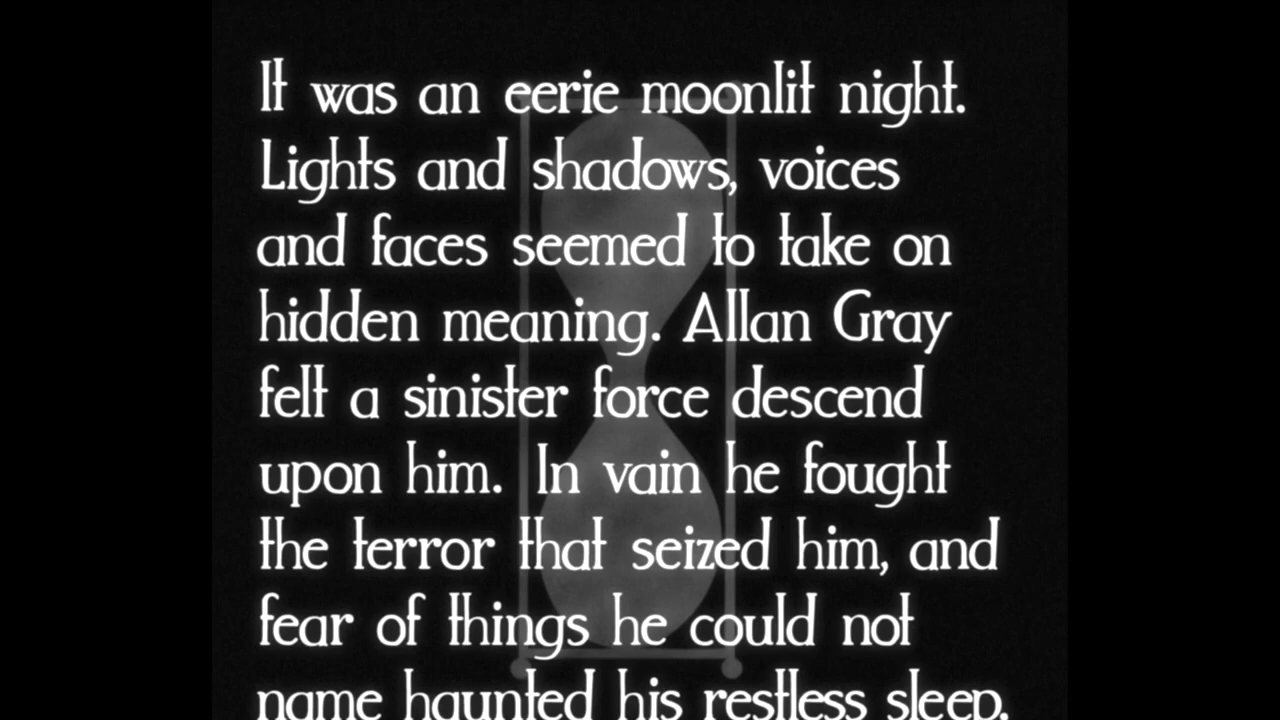 It was an eerie moonlit night.
Lights and shadows, voices
and faces seemed to take on
hidden meaning. Allan Gray
felt a sinister force descend
upon him. In vain he fought
the terror that seized him, and
fear of things he could not
name haunted his restless sleep.